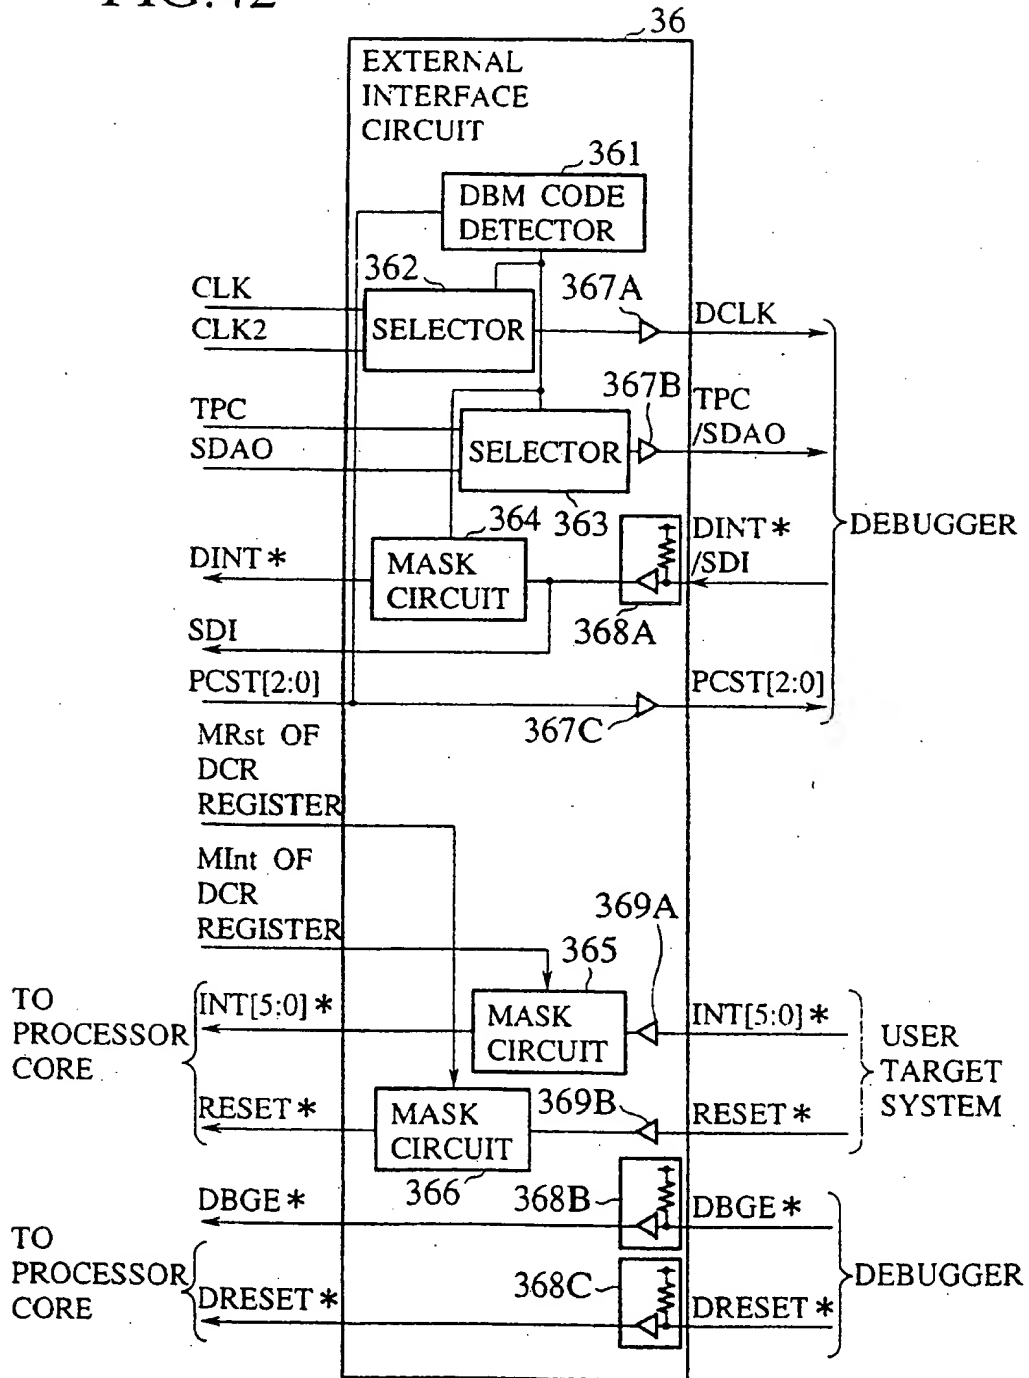 36
EXTERNAL
INTERFACE
CIRCUIT
361
DBM CODE
DETECTOR
362
367A
CLK
DCLK
SELECTOR
CLK2
367B
TPC
TPC
/SDAO
SDAO
SELECTOR
363
364
DEBUGGER
DINT*
MASK
CIRCUIT
DINT*
/SDI
368A
SDI
PCST[2:0]
PCST[2:0]
367C
MRst OF
DCR
REGISTER
MInt OF
DCR
REGISTER
369A
365
TO
PROCESSOR
CORE
INT[5:0]*
MASK
CIRCUIT
INT[5:0]*
USER
TARGET
SYSTEM
RESET*
MASK
CIRCUIT
369B
RESET*
366
368B
DBGE*
DBGE*
TO
PROCESSOR
CORE
368C
DEBUGGER
DRESET*
DRESET*